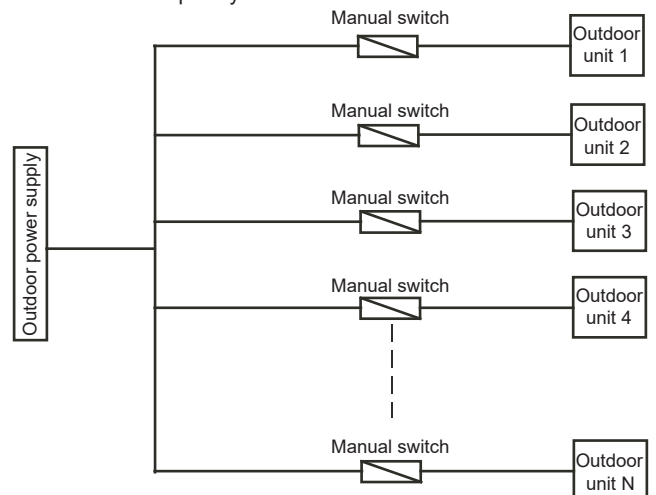 Manual switch
Outdoor
unit 1
Manual switch
Outdoor
unit 2
Manual switch
Outdoor
unit 3
Outdoor power supply
Manual switch
Outdoor
unit 4
Manual switch
Outdoor
unit N